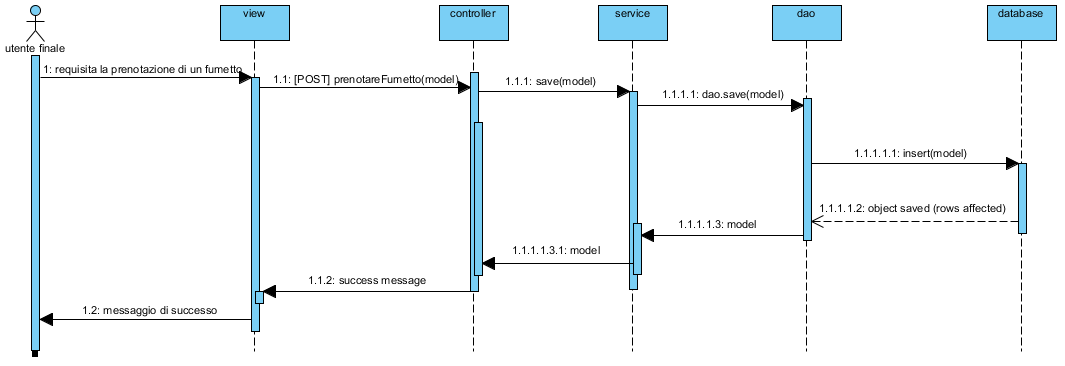 view
controller
service
dao
database
utente finale
1: requisita la prenotazione di un fumetto
1.1: [POST] prenotareFumetto(model)
1.1.1: save(model)
1.1.1.1: dao.save(model)
1.1.1.1.1: insert(model)
1.1.1.1.2: object saved (rows affected)
1.1.1.1.3: model
1.1.1.1.3.1: model
1.1.2: success message
1.2: messaggio di successo